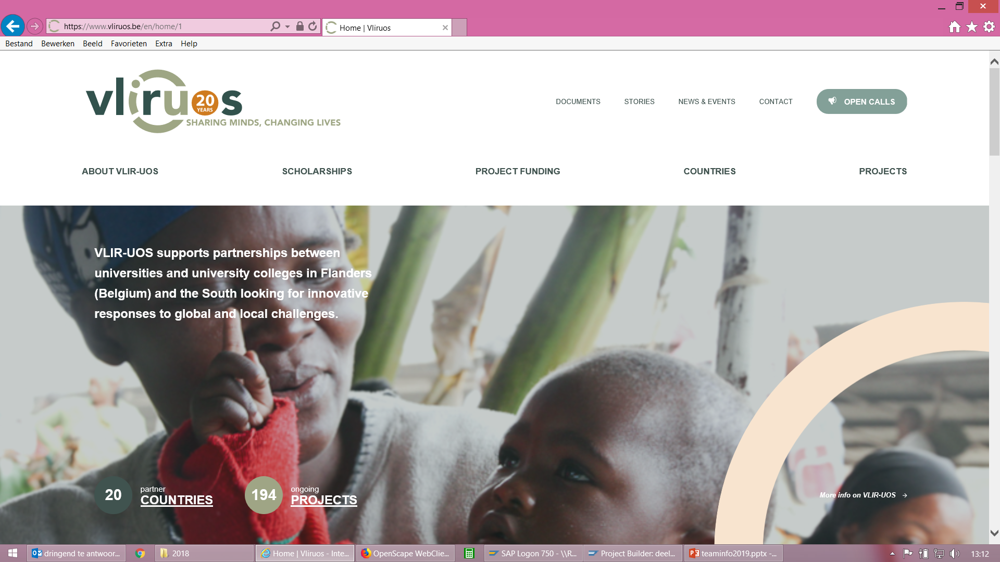 https://www.vliruos.be/en/home/1
Home | Vliruos
Bestand Bewerken Beeld Favorieten Extra Help
vliruos
20
YEARS
SHARING MINDS, CHANGING LIVES
DOCUMENTS STORIES NEWS & EVENTS CONTACT OPEN CALLS
ABOUT VLIR-UOS SCHOLARSHIPS PROJECT FUNDING COUNTRIES PROJECTS
VLIR-UOS supports partnerships between
universities and university colleges in Flanders
(Belgium) and the South looking for innovative
responses to global and local challenges.
20 partner
COUNTRIES
194 ongoing
PROJECTS
More info on VLIR-UOS
dringend te antwoor... 2018 Home | Vliruos - Inte... OpenScape WebClie... SAP Logon 750 - \\R... Project Builder: deel... teaminfo2019.pptx -... 13:12